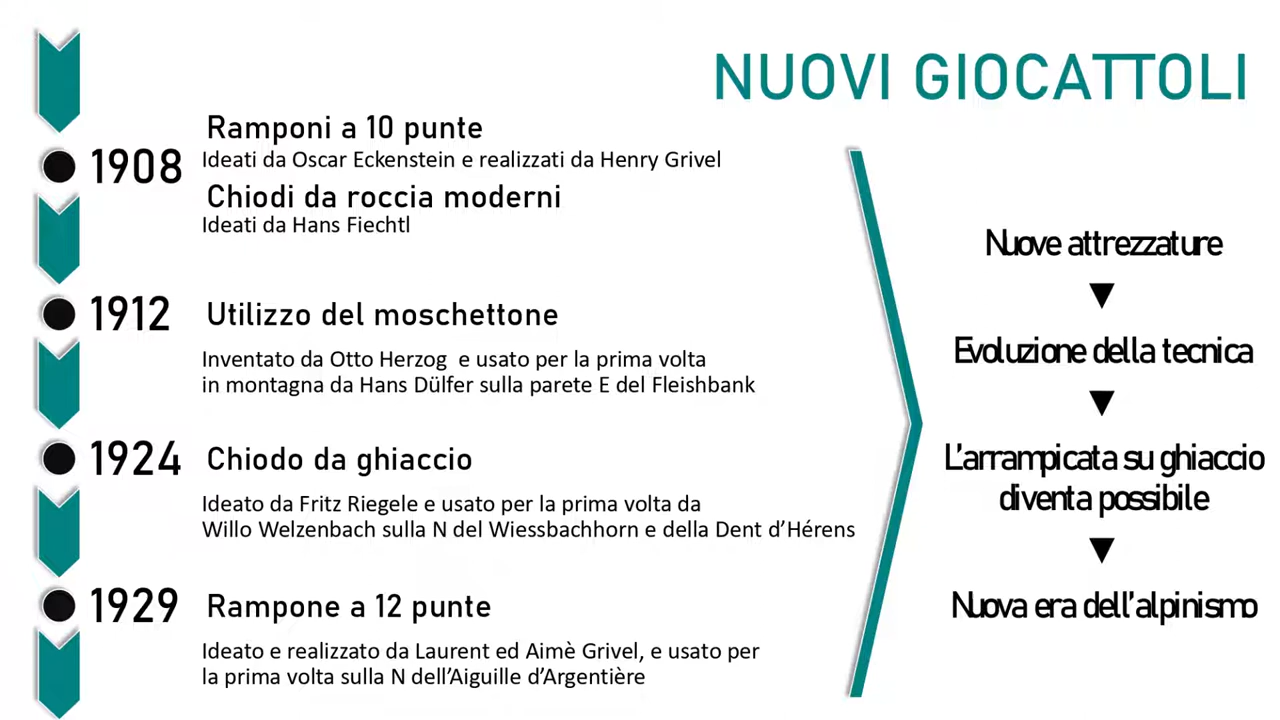 NUOVI GIOCATTOLI
1908
Ramponi a 10 punte
Ideati da Oscar Eckenstein e realizzati da Henry Grivel
Chiodi da roccia moderni
Ideati da Hans Fiechtl
1912
Utilizzo del moschettone
Inventato da Otto Herzog e usato per la prima volta
in montagna da Hans Dülfer sulla parete E del Fleishbank
1924
Chiodo da ghiaccio
Ideato da Fritz Riegele e usato per la prima volta da
Willo Welzenbach sulla N del Wiessbachhorn e della Dent d’Hérens
1929
Rampone a 12 punte
Ideato e realizzato da Laurent ed Aimè Grivel, e usato per
la prima volta sulla N dell’Aiguille d’Argentière
Nuove attrezzature
Evoluzione della tecnica
L’arrampicata su ghiaccio
diventa possibile
Nuova era dell’alpinismo